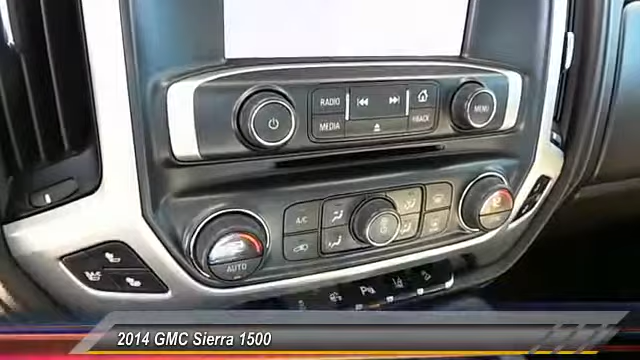 RADIO
MENU
MEDIA
BACK
A/C
AUTO
2014 GMC Sierra 1500